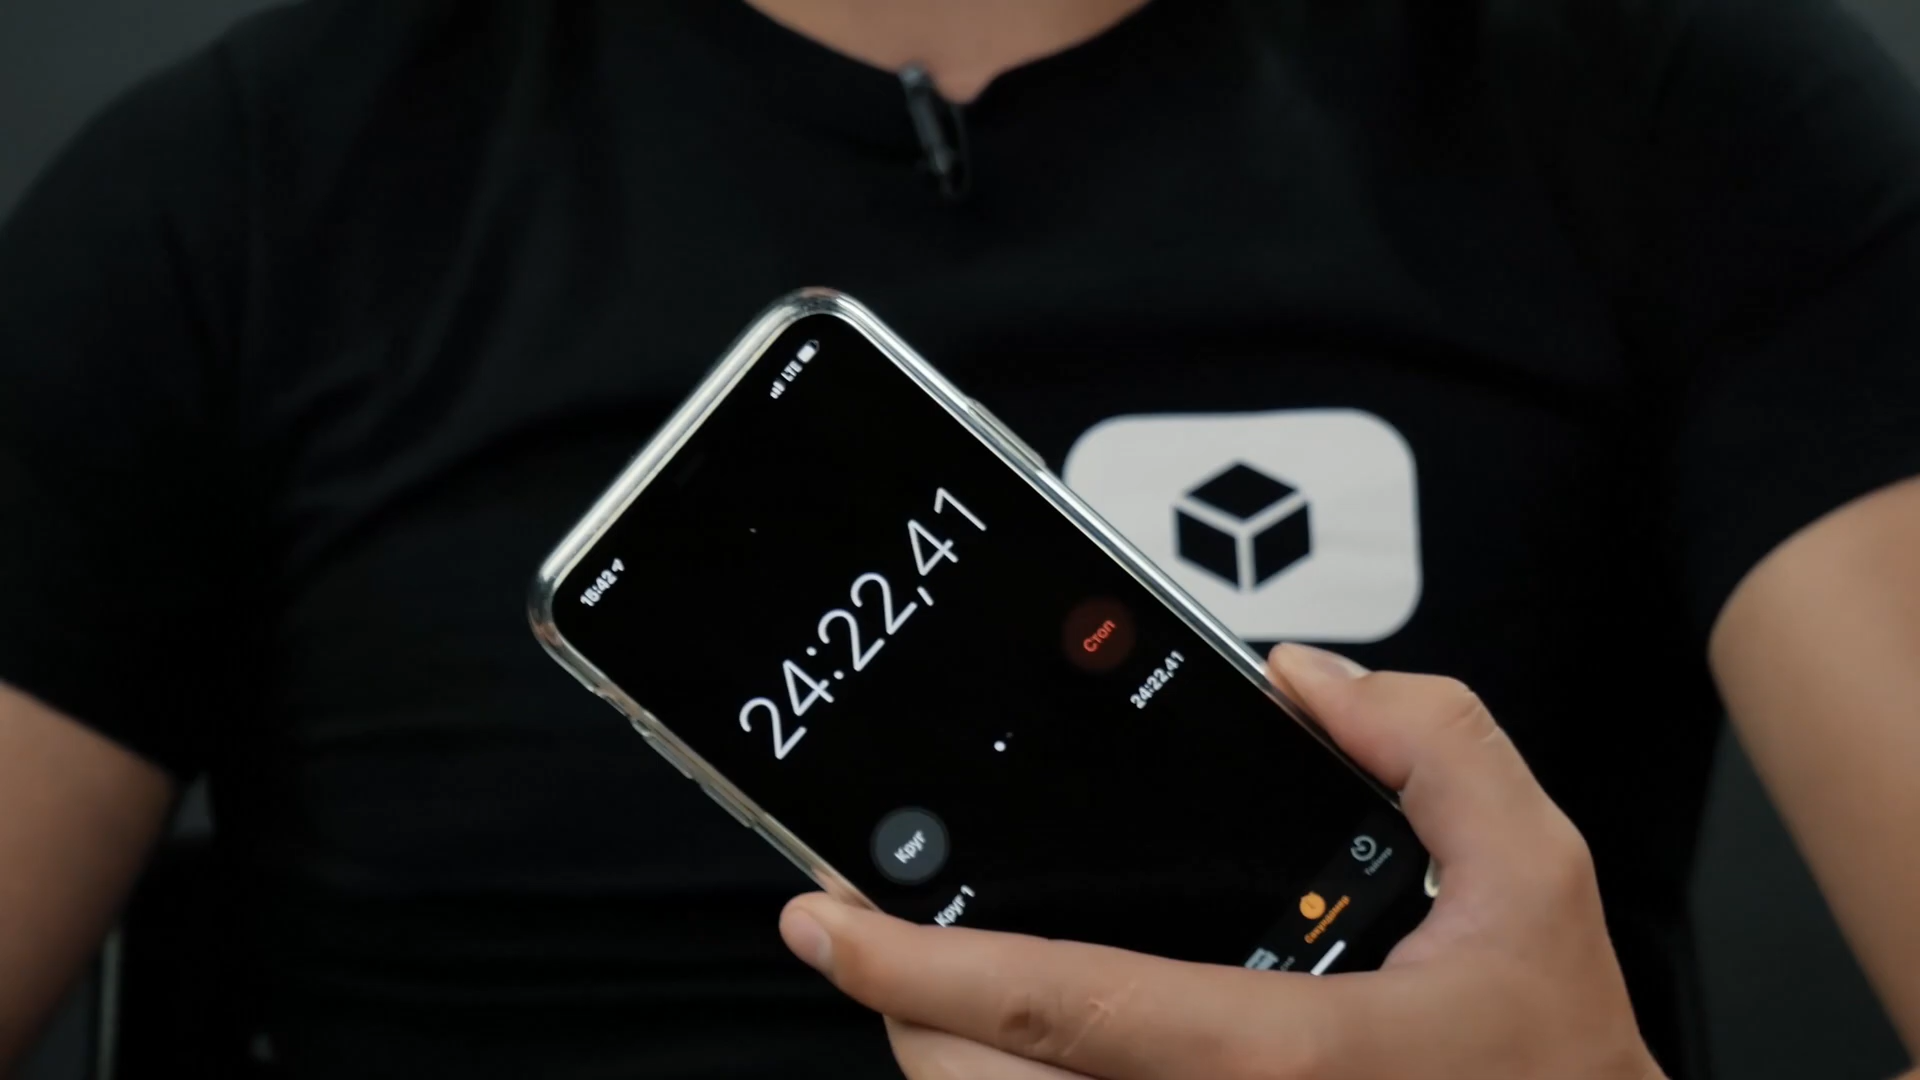 15:42
LTE
24:22,41
Круг
Стоп
Круг 1
24:22,41
Секундомер
Таймер